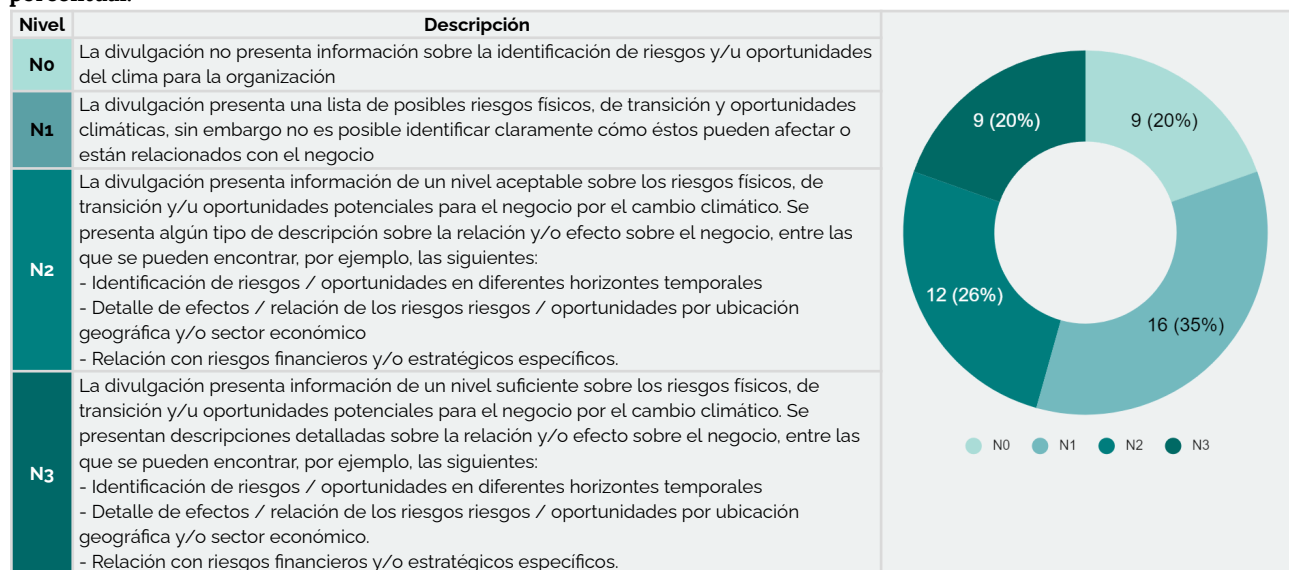 porcentual.
Nivel Descripción
N0 La divulgación no presenta información sobre la identificación de riesgos y/u oportunidades
del clima para la organización
N1 La divulgación presenta una lista de posibles riesgos físicos, de transición y oportunidades
climáticas, sin embargo no es posible identificar claramente cómo éstos pueden afectar o
están relacionados con el negocio
N2 La divulgación presenta información de un nivel aceptable sobre los riesgos físicos, de
transición y/u oportunidades potenciales para el negocio por el cambio climático. Se
presenta algún tipo de descripción sobre la relación y/o efecto sobre el negocio, entre las
que se pueden encontrar, por ejemplo, las siguientes:
- Identificación de riesgos / oportunidades en diferentes horizontes temporales
- Detalle de efectos / relación de los riesgos riesgos / oportunidades por ubicación
geográfica y/o sector económico
- Relación con riesgos financieros y/o estratégicos específicos.
N3 La divulgación presenta información de un nivel suficiente sobre los riesgos físicos, de
transición y/u oportunidades potenciales para el negocio por el cambio climático. Se
presentan descripciones detalladas sobre la relación y/o efecto sobre el negocio, entre las
que se pueden encontrar, por ejemplo, las siguientes:
- Identificación de riesgos / oportunidades en diferentes horizontes temporales
- Detalle de efectos / relación de los riesgos riesgos / oportunidades por ubicación
geográfica y/o sector económico.
- Relación con riesgos financieros y/o estratégicos específicos.
9 (20%) 9 (20%)
12 (26%)
16 (35%)
N0 N1 N2 N3